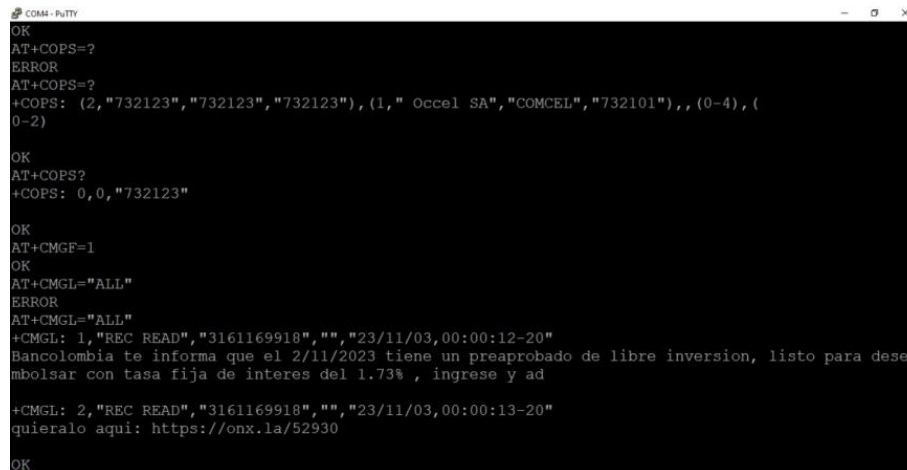 COM4 - PuTTY
OK
AT+COPS=?
ERROR
AT+COPS=?
+COPS: (2,"732123","732123","732123"),(1," Occel SA","COMCEL","732101"),,(0-4),(
0-2)
OK
AT+COPS?
+COPS: 0,0,"732123"
OK
AT+CMGF=1
OK
AT+CMGL="ALL"
ERROR
AT+CMGL="ALL"
+CMGL: 1,"REC READ","3161169918","","23/11/03,00:00:12-20"
Bancolombia te informa que el 2/11/2023 tiene un preaprobado de libre inversion, listo para dese
mbolsar con tasa fija de interes del 1.73% , ingrese y ad
+CMGL: 2,"REC READ","3161169918","","23/11/03,00:00:13-20"
quieralo aqui: https://onx.la/52930
OK